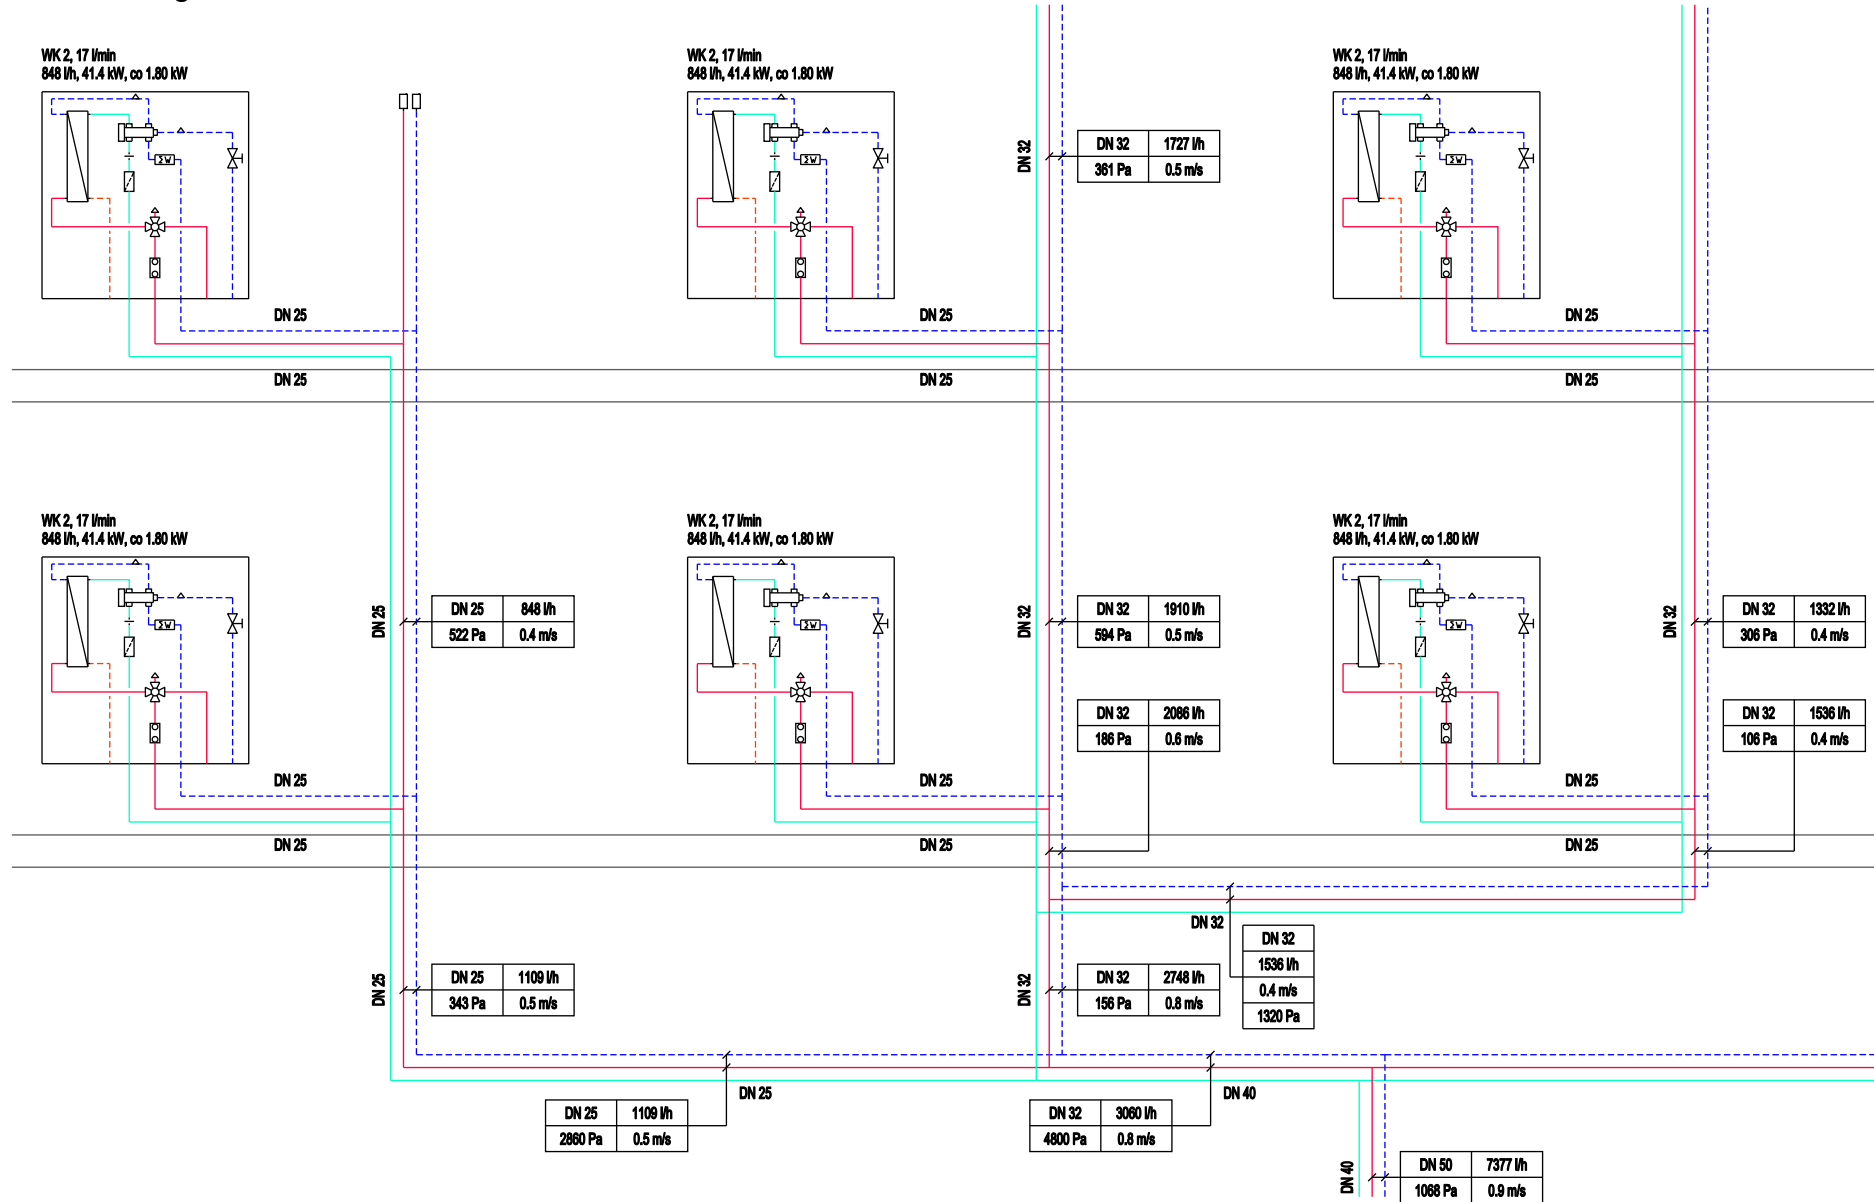 g
WK 2, 17 l/min
848 l/h, 41.4 kW, co 1.80 kW
WK 2, 17 l/min
848 l/h, 41.4 kW, co 1.80 kW
WK 2, 17 l/min
848 l/h, 41.4 kW, co 1.80 kW
DN 32
DN 32 1727 l/h
361 Pa 0.5 m/s
ΣW
ΣW
ΣW
DN 25
DN 25
DN 25
DN 25
DN 25
DN 25
WK 2, 17 l/min
848 l/h, 41.4 kW, co 1.80 kW
WK 2, 17 l/min
848 l/h, 41.4 kW, co 1.80 kW
WK 2, 17 l/min
848 l/h, 41.4 kW, co 1.80 kW
ΣW
ΣW
ΣW
DN 25
DN 25 848 l/h
522 Pa 0.4 m/s
DN 32
DN 32 1910 l/h
594 Pa 0.5 m/s
DN 32
DN 32 1332 l/h
306 Pa 0.4 m/s
DN 32 2086 l/h
186 Pa 0.6 m/s
DN 32 1536 l/h
106 Pa 0.4 m/s
DN 25
DN 25
DN 25
DN 25
DN 25
DN 25
DN 32
DN 32
1536 l/h
0.4 m/s
1320 Pa
DN 25
DN 25 1109 l/h
343 Pa 0.5 m/s
DN 32
DN 32 2748 l/h
156 Pa 0.8 m/s
DN 25
DN 40
DN 25 1109 l/h
2860 Pa 0.5 m/s
DN 32 3060 l/h
4800 Pa 0.8 m/s
DN 40
DN 50 7377 l/h
1068 Pa 0.9 m/s